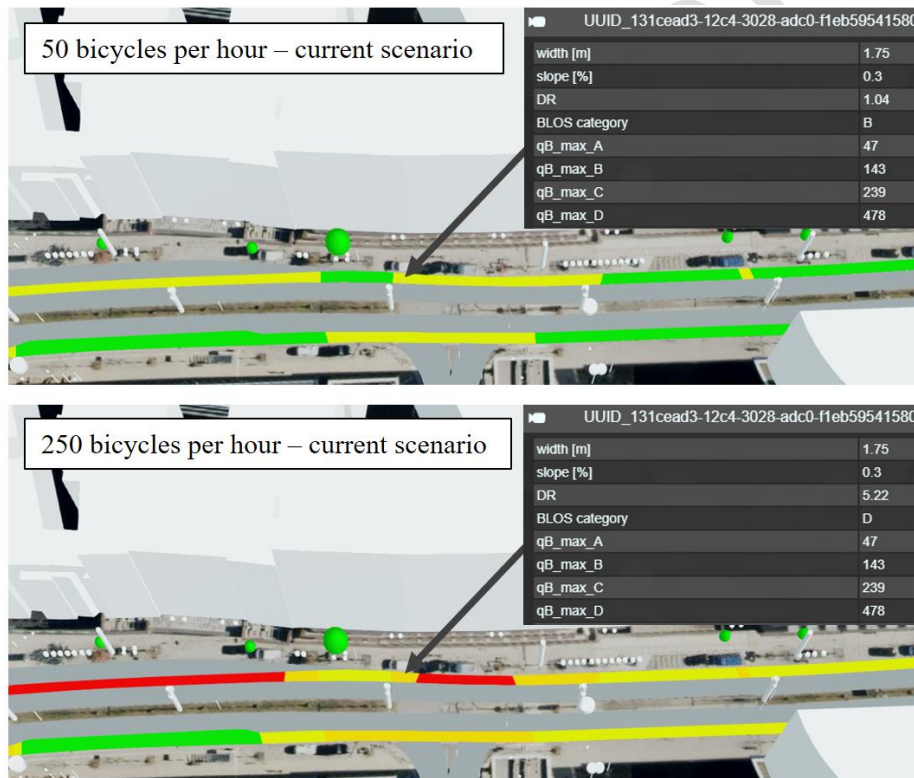 50 bicycles per hour – current scenario
UUID_131cead3-12c4-3028-adc0-f1eb59541580
width [m] 1.75
slope [%] 0.3
DR 1.04
BLOS category B
qB_max_A 47
qB_max_B 143
qB_max_C 239
qB_max_D 478
250 bicycles per hour – current scenario
UUID_131cead3-12c4-3028-adc0-f1eb59541580
width [m] 1.75
slope [%] 0.3
DR 5.22
BLOS category D
qB_max_A 47
qB_max_B 143
qB_max_C 239
qB_max_D 478